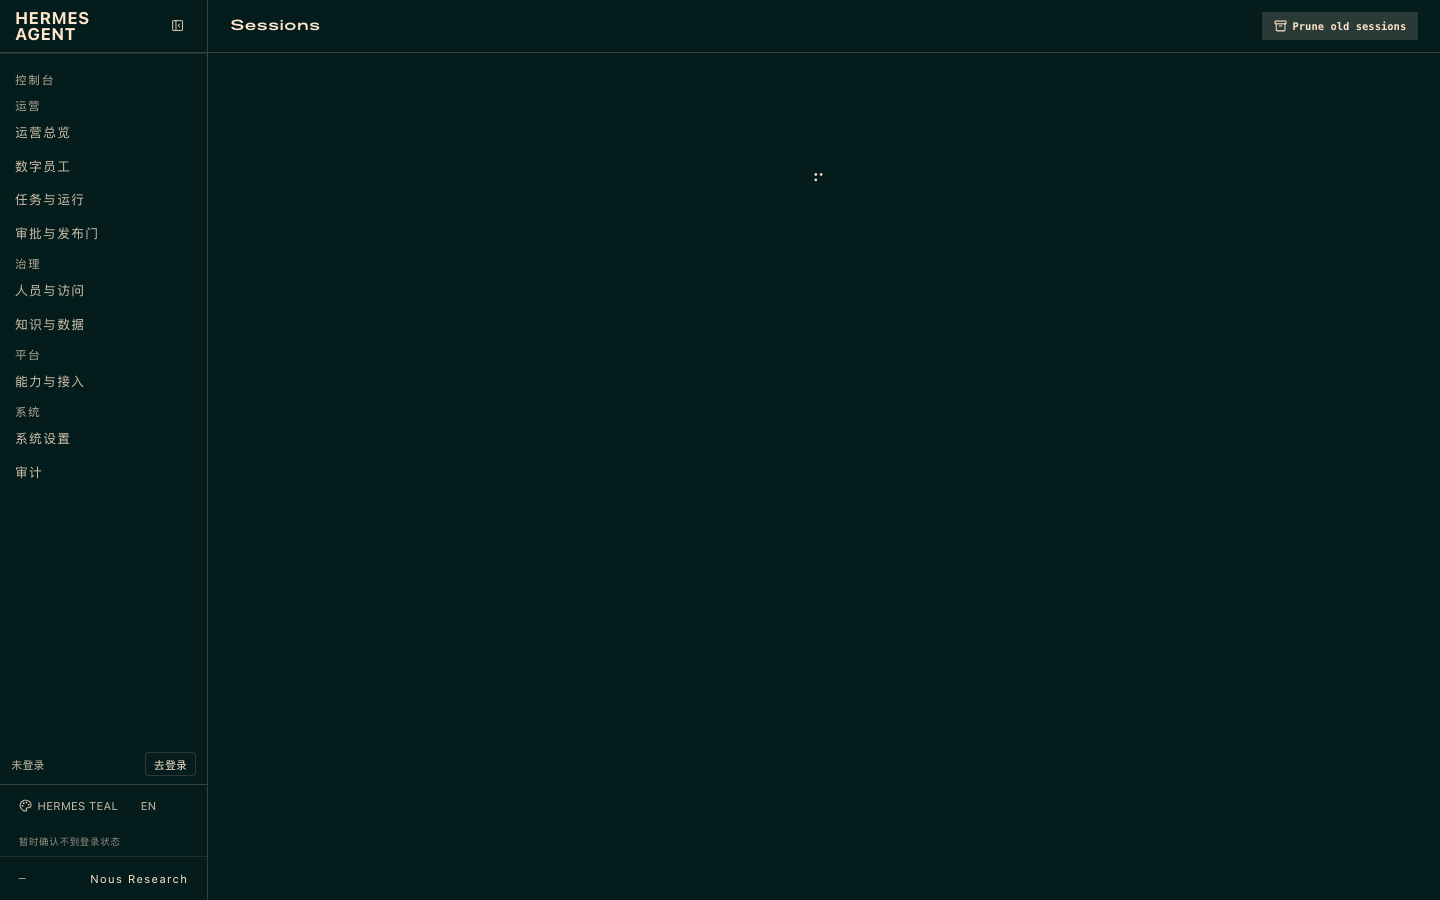 HERMES
AGENT
Sessions
Prune old sessions
控制台
运营
运营总览
数字员工
任务与运行
审批与发布门
治理
人员与访问
知识与数据
平台
能力与接入
系统
系统设置
审计
未登录
去登录
HERMES TEAL
EN
暂时确认不到登录状态
—
Nous Research